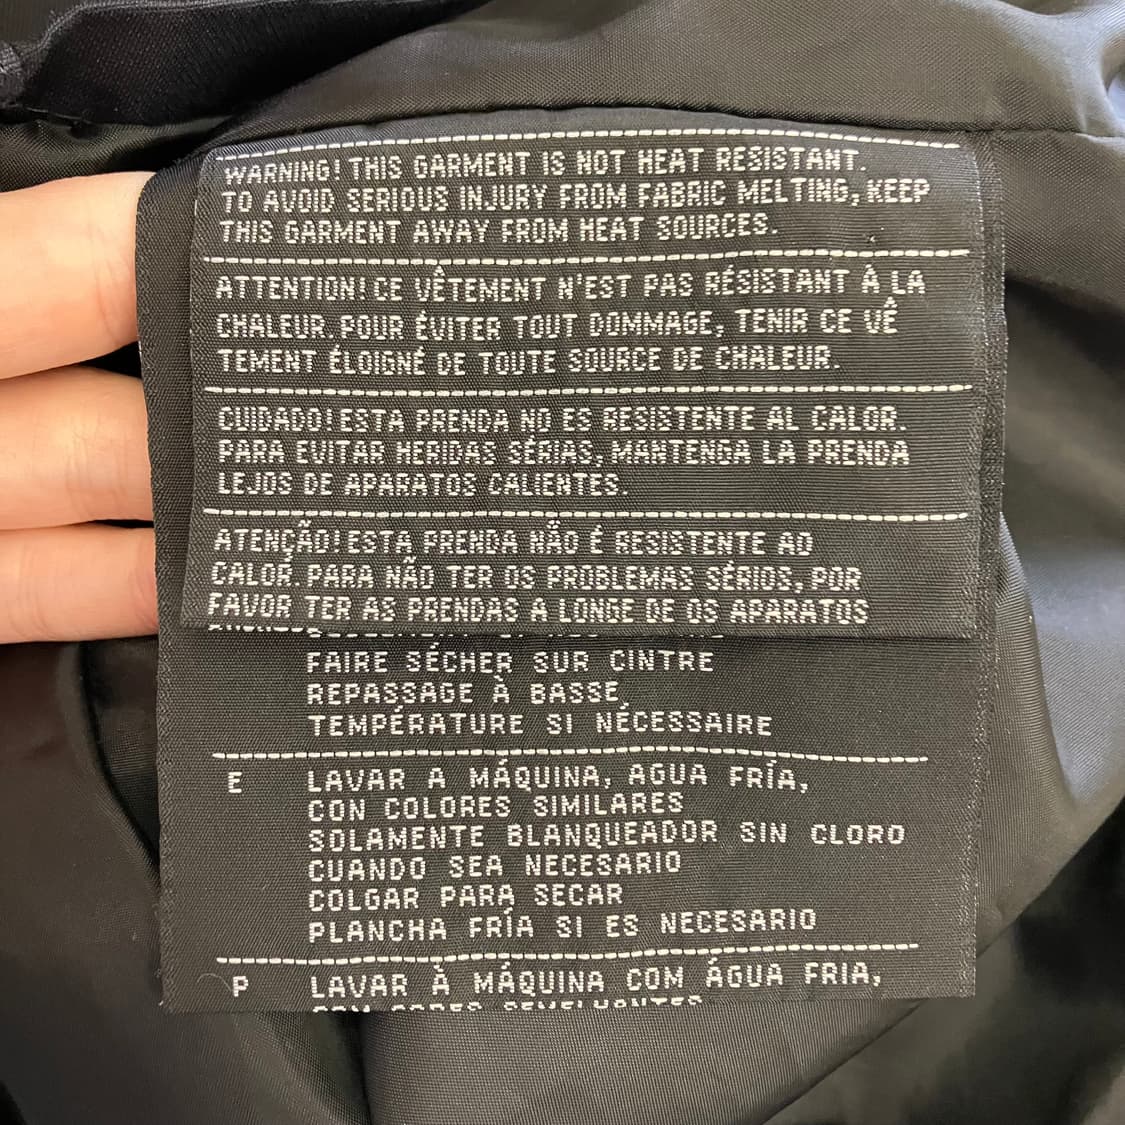 WARNING! THIS GARMENT IS NOT HEAT RESISTANT.
TO AVOID SERIOUS INJURY FROM FABRIC MELTING, KEEP
THIS GARMENT AWAY FROM HEAT SOURCES.
ATTENTION! CE VÊTEMENT N'EST PAS RÉSISTANT À LA
CHALEUR. POUR ÉVITER TOUT DOMMAGE, TENIR CE VÊ
TEMENT ÉLOIGNÉ DE TOUTE SOURCE DE CHALEUR.
CUIDADO! ESTA PRENDA NO ES RESISTENTE AL CALOR.
PARA EVITAR HERIDAS SÉRIAS, MANTENGA LA PRENDA
LEJOS DE APARATOS CALIENTES.
ATENÇÃO! ESTA PRENDA NÃO É RESISTENTE AO
CALOR. PARA NÃO TER OS PROBLEMAS SÉRIOS, POR
FAVOR TER AS PRENDAS A LONGE DE OS APARATOS
FAIRE SÉCHER SUR CINTRE
REPASSAGE À BASSE
TEMPÉRATURE SI NÉCESSAIRE
E LAVAR A MÁQUINA, AGUA FRÍA,
CON COLORES SIMILARES
SOLAMENTE BLANQUEADOR SIN CLORO
CUANDO SEA NECESARIO
COLGAR PARA SECAR
PLANCHA FRÍA SI ES NECESARIO
P LAVAR À MÁQUINA COM ÁGUA FRIA,
COM CORES SEMELHANTES